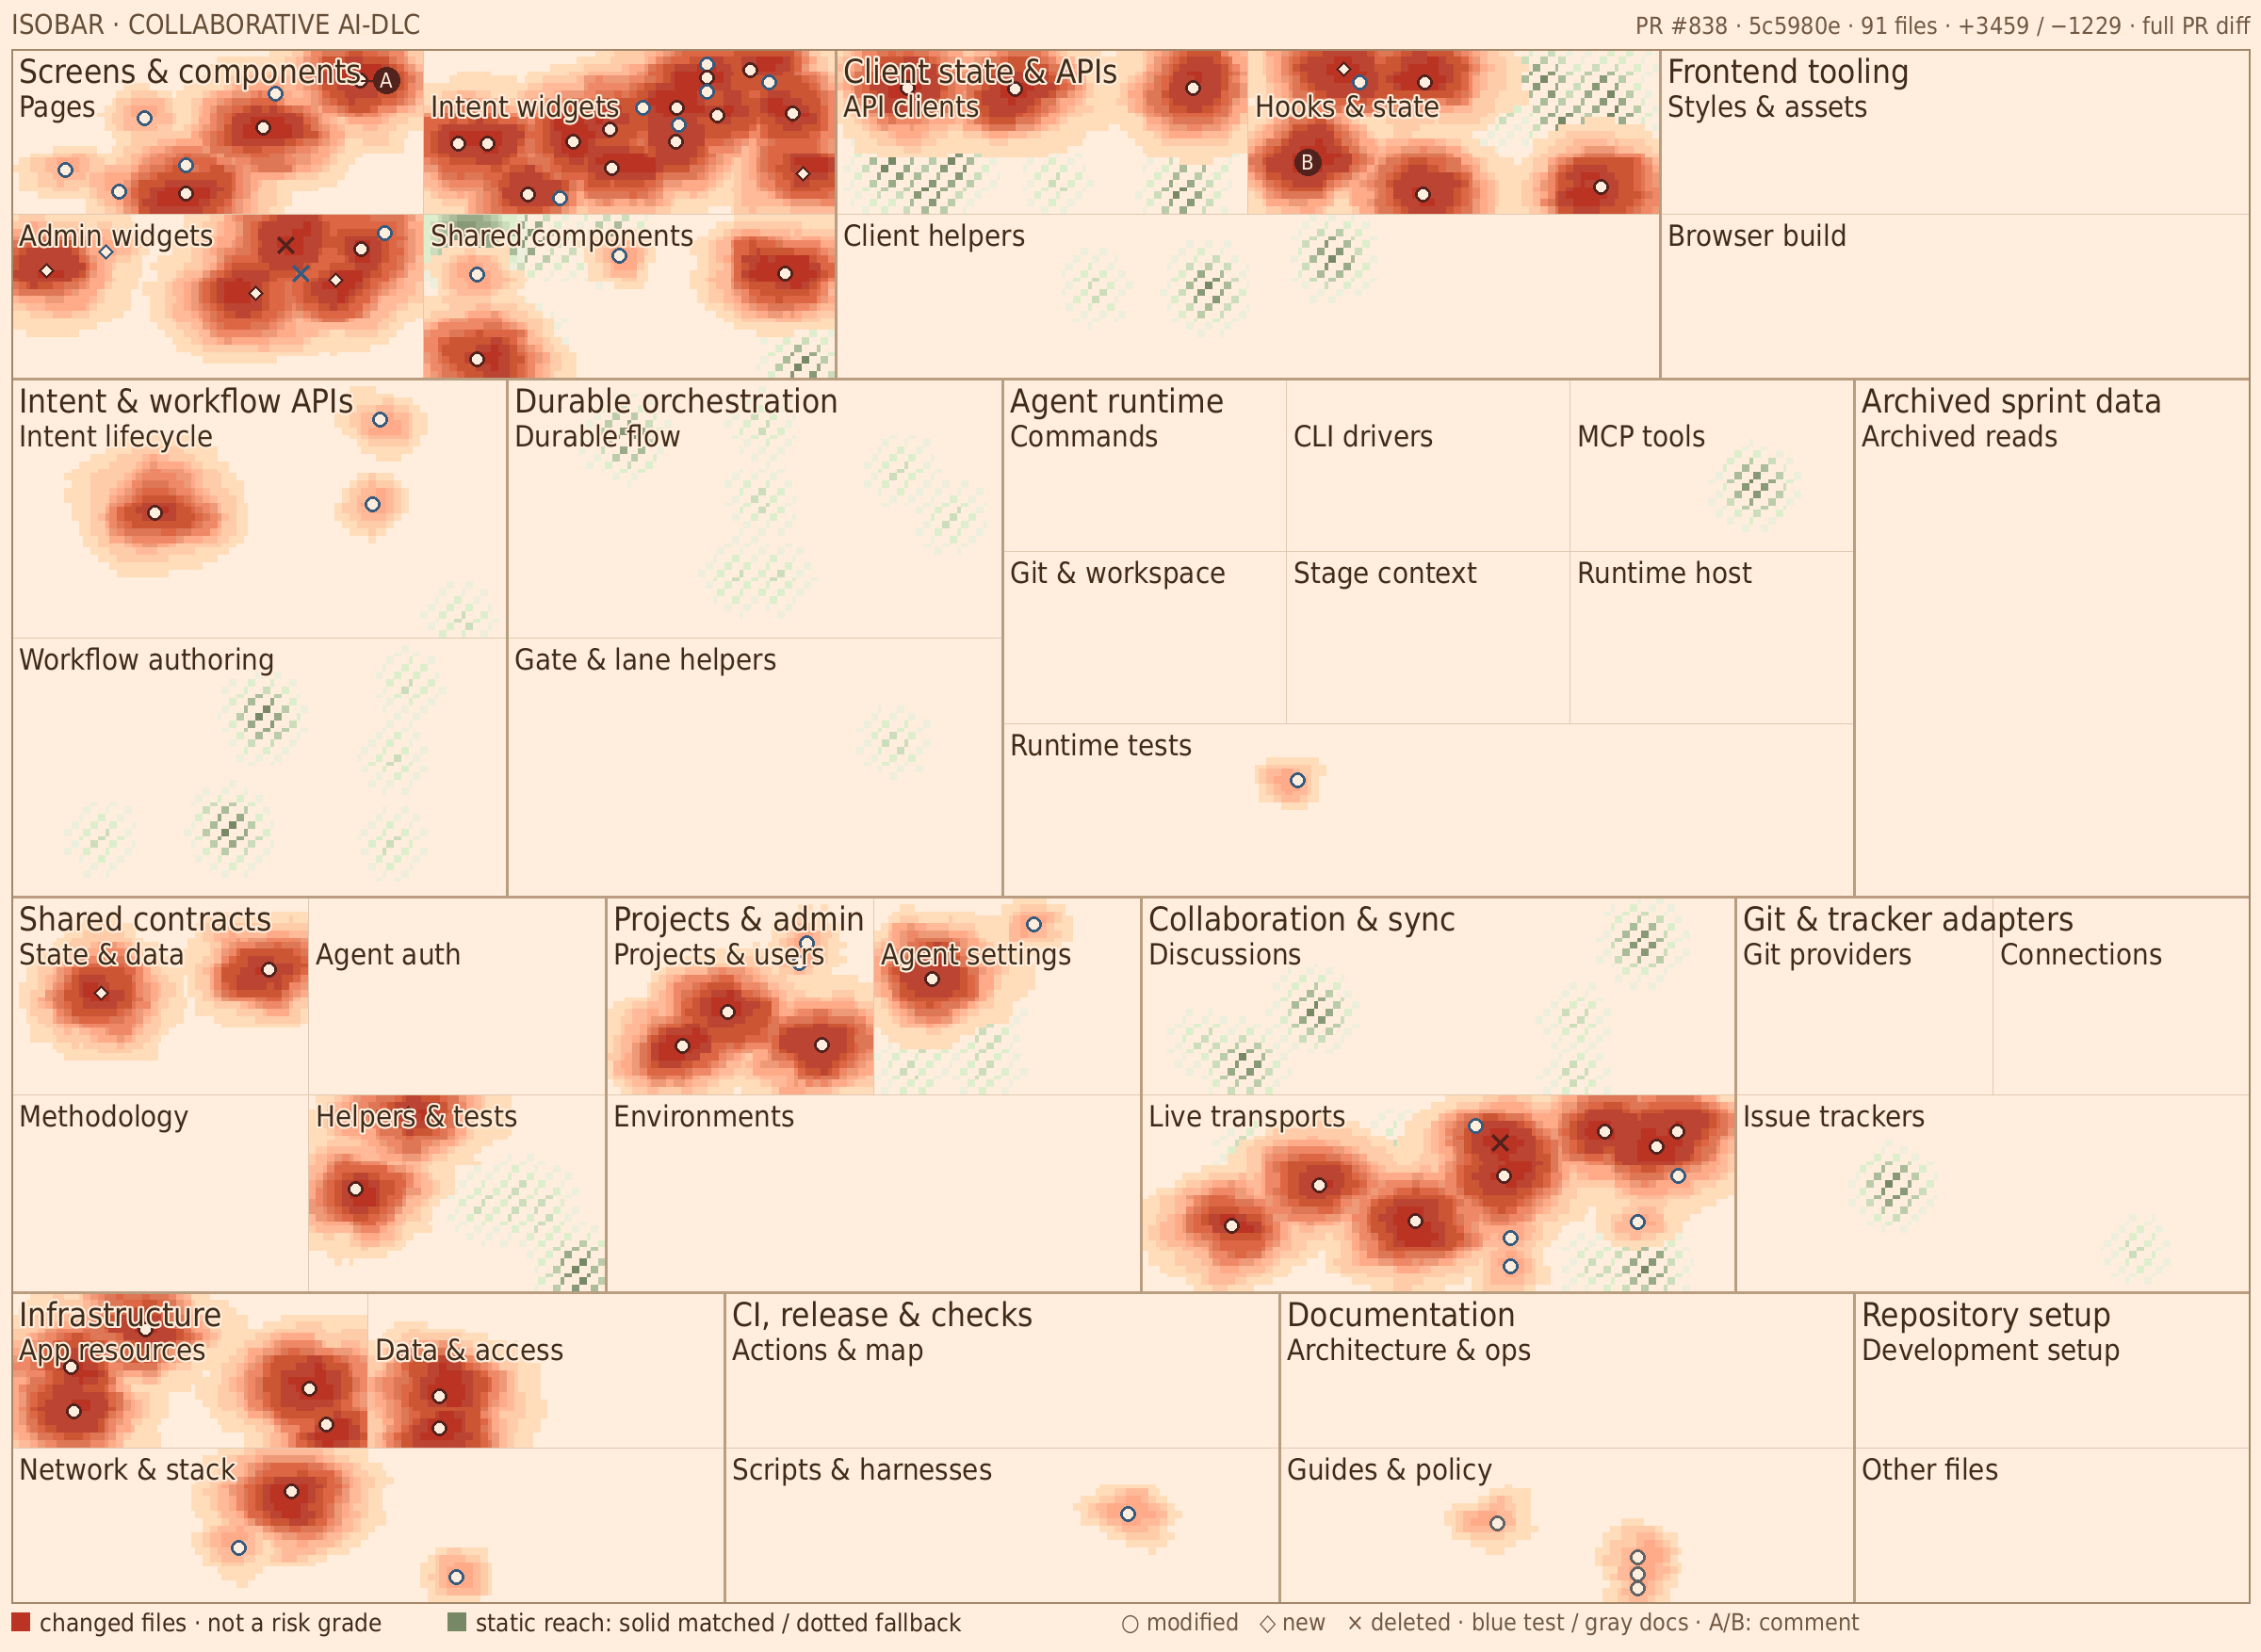 ISOBAR · COLLABORATIVE AI-DLC
PR #838 · 5c5980e · 91 files · +3459 / −1229 · full PR diff
Screens & components
Pages
A
Intent widgets
Client state & APIs
API clients
Hooks & state
B
Frontend tooling
Styles & assets
Admin widgets
Shared components
Client helpers
Browser build
Intent & workflow APIs
Intent lifecycle
Durable orchestration
Durable flow
Agent runtime
Commands
CLI drivers
MCP tools
Archived sprint data
Archived reads
Git & workspace
Stage context
Runtime host
Workflow authoring
Gate & lane helpers
Runtime tests
Shared contracts
State & data
Agent auth
Projects & admin
Projects & users
Agent settings
Collaboration & sync
Discussions
Git & tracker adapters
Git providers
Connections
Methodology
Helpers & tests
Environments
Live transports
Issue trackers
Infrastructure
App resources
Data & access
CI, release & checks
Actions & map
Documentation
Architecture & ops
Repository setup
Development setup
Network & stack
Scripts & harnesses
Guides & policy
Other files
changed files · not a risk grade
static reach: solid matched / dotted fallback
○ modified ◇ new × deleted · blue test / gray docs · A/B: comment